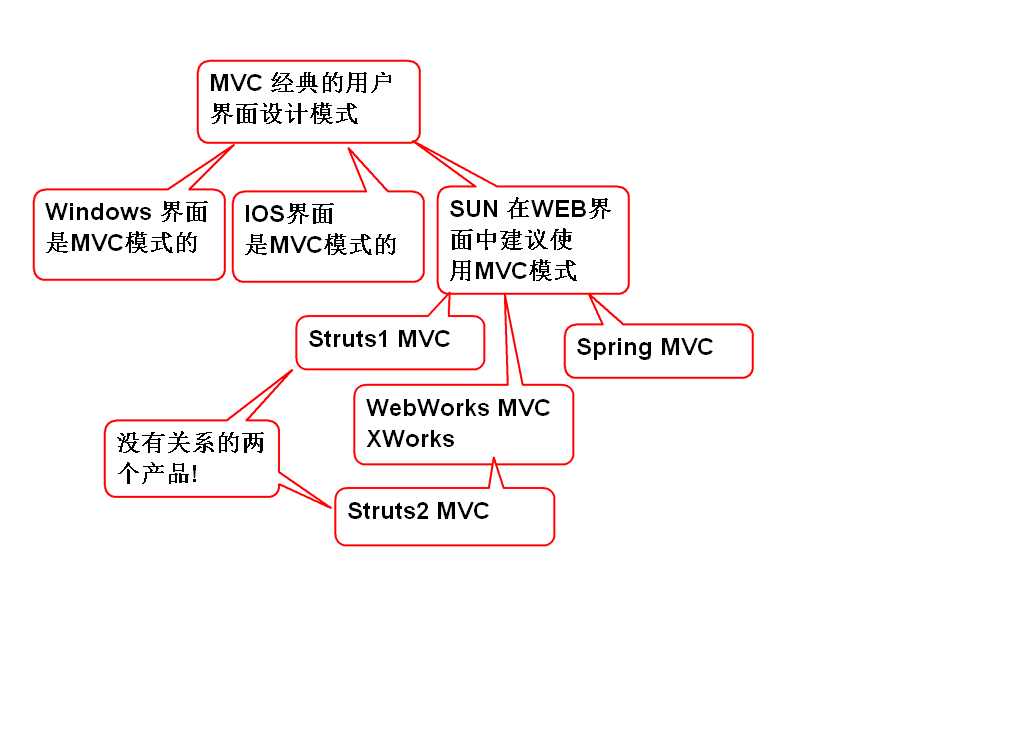 MVC 经典的用户
界面设计模式
Windows 界面
是MVC模式的
IOS界面
是MVC模式的
SUN 在WEB界
面中建议使
用MVC模式
Struts1 MVC
Spring MVC
WebWorks MVC
XWorks
没有关系的两
个产品!
Struts2 MVC